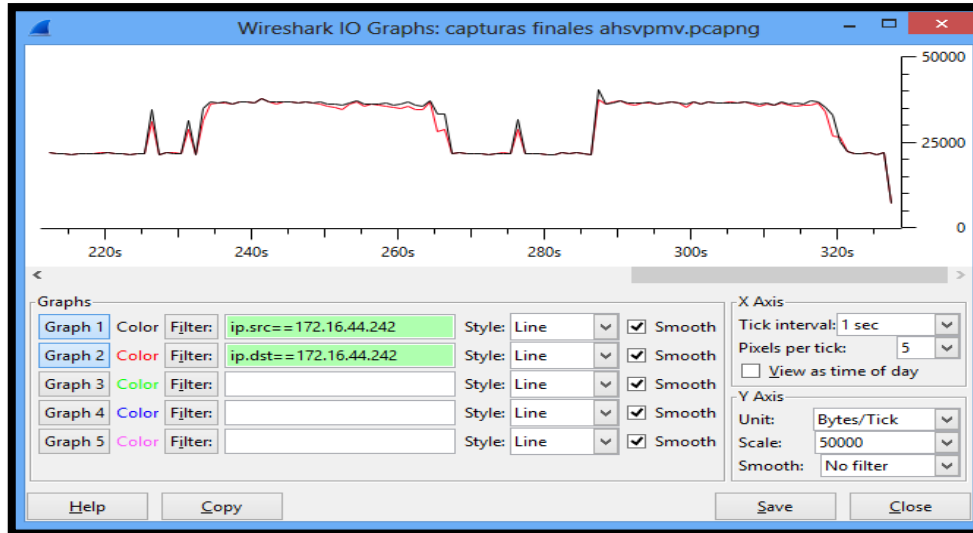 Wireshark IO Graphs: capturas finales ahsvpmv.pcapng
50000
25000
0
220s 240s 260s 280s 300s 320s
Graphs
Graph 1 Color Filter: ip.src==172.16.44.242 Style: Line Smooth
Graph 2 Color Filter: ip.dst==172.16.44.242 Style: Line Smooth
Graph 3 Color Filter: Style: Line Smooth
Graph 4 Color Filter: Style: Line Smooth
Graph 5 Color Filter: Style: Line Smooth
X Axis
Tick interval: 1 sec
Pixels per tick: 5
View as time of day
Y Axis
Unit: Bytes/Tick
Scale: 50000
Smooth: No filter
Help Copy Save Close